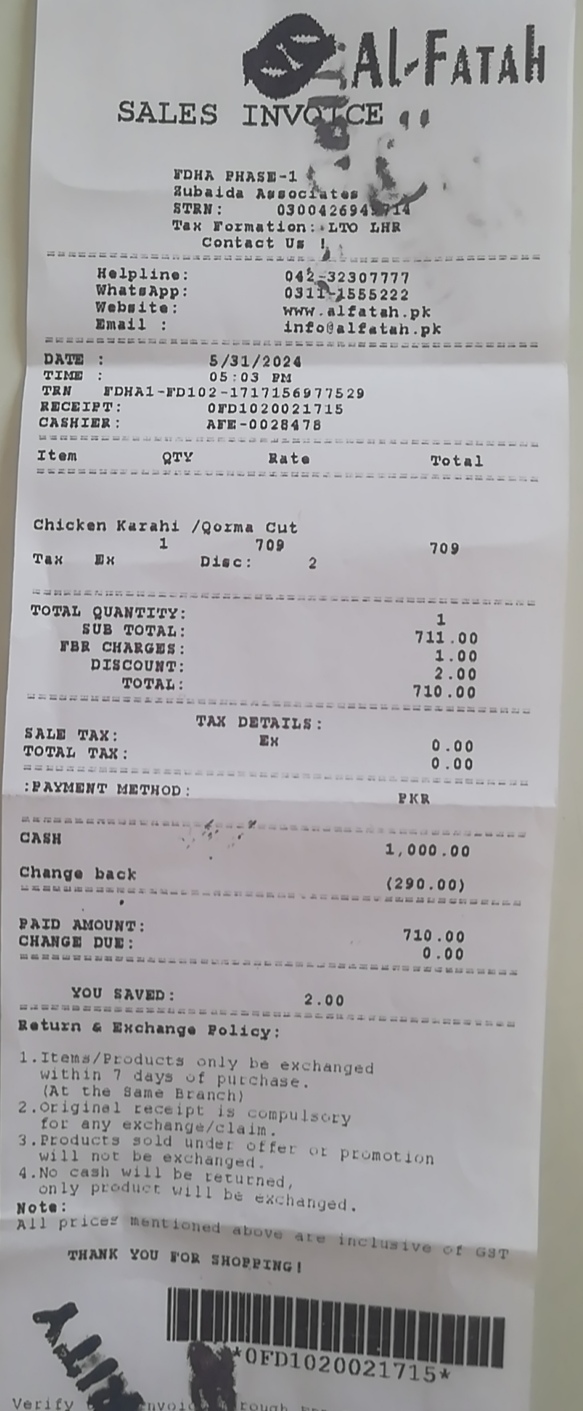 Al-Fatah
SALES INVOICE
FDHA PHASE-1
Zubaida Associates
STRN: 0300426949714
Tax Formation: LTO LHR
Contact Us !
Helpline: 042-32307777
WhatsApp: 0311-1555222
Website: www.alfatah.pk
Email : info@alfatah.pk
DATE : 5/31/2024
TIME : 05:03 PM
TRN FDHA1-FD102-1717156977529
RECEIPT: 0FD1020021715
CASHIER: AFE-0028478
Item QTY Rate Total
Chicken Karahi /Qorma Cut
1 709 709
Tax Ex Disc: 2
TOTAL QUANTITY: 1
SUB TOTAL: 711.00
FBR CHARGES: 1.00
DISCOUNT: 2.00
TOTAL: 710.00
TAX DETAILS:
SALE TAX: Ex 0.00
TOTAL TAX: 0.00
:PAYMENT METHOD: PKR
CASH 1,000.00
Change back (290.00)
PAID AMOUNT: 710.00
CHANGE DUE: 0.00
YOU SAVED: 2.00
Return & Exchange Policy:
1.Items/Products only be exchanged
within 7 days of purchase.
(At the Same Branch)
2.Original receipt is compulsory
for any exchange/claim.
3.Products sold under offer or promotion
will not be exchanged.
4.No cash will be returned,
only product will be exchanged.
Note:
All prices mentioned above are inclusive of GST
THANK YOU FOR SHOPPING!
*0FD1020021715*
Verify